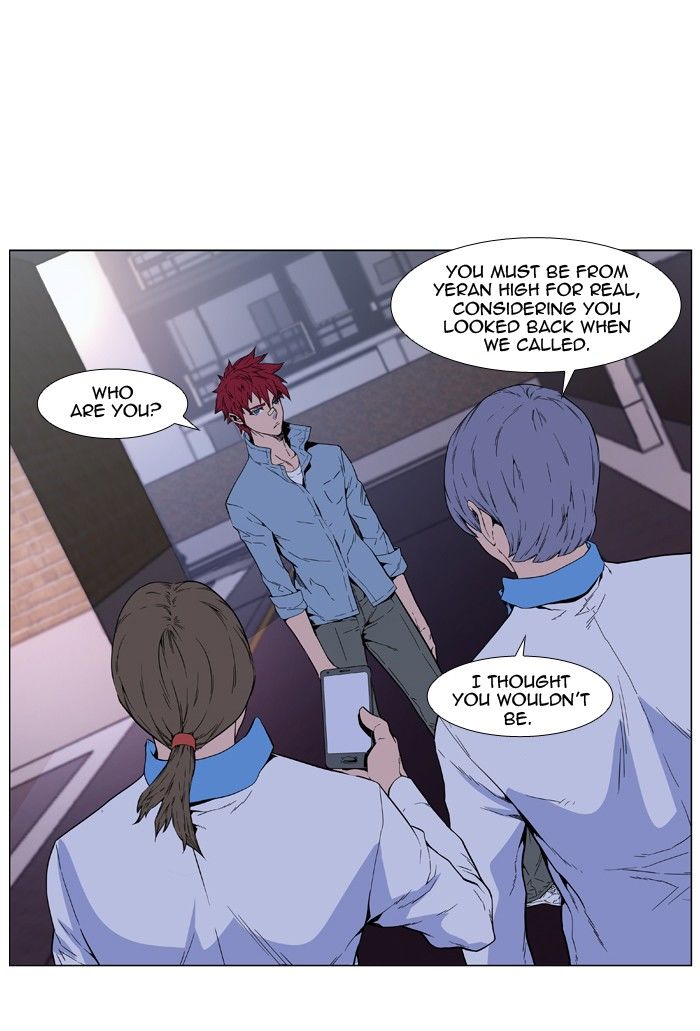 WHO
ARE YOU?
YOU MUST BE FROM
YERAN HIGH FOR REAL,
CONSIDERING YOU
LOOKED BACK WHEN
WE CALLED.
I THOUGHT
YOU WOULDN'T
BE.